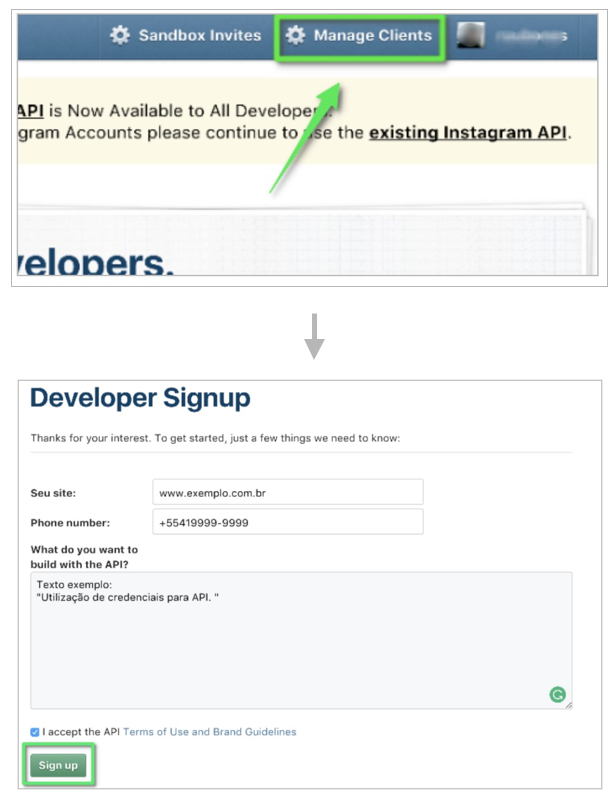 Sandbox Invites Manage Clients
API is Now Available to All Developers.
gram Accounts please continue to use the existing Instagram API.
velopers.
Developer Signup
Thanks for your interest. To get started, just a few things we need to know:
Seu site: www.exemplo.com.br
Phone number: +55419999-9999
What do you want to
build with the API?
Texto exemplo:
"Utilização de credenciais para API. "
I accept the API Terms of Use and Brand Guidelines
Sign up